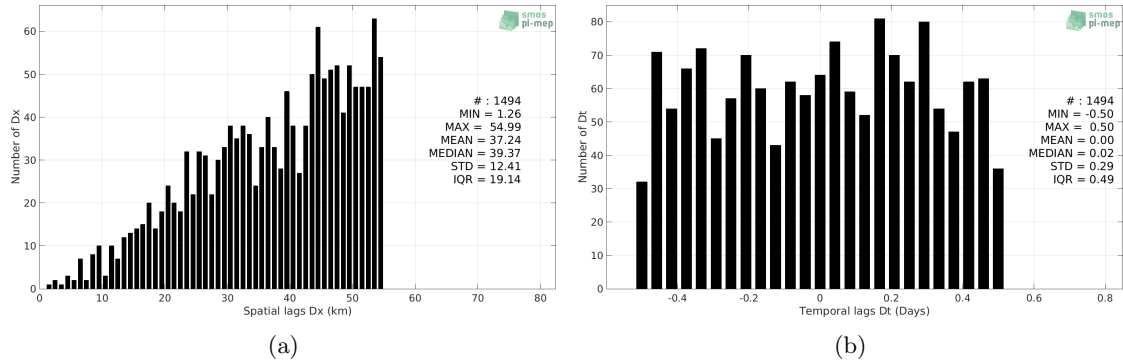 smos
pi-mep
60
50
40
30
20
10
0
Number of Dx
# : 1494
MIN = 1.26
MAX = 54.99
MEAN = 37.24
MEDIAN = 39.37
STD = 12.41
IQR = 19.14
0 10 20 30 40 50 60 70 80
Spatial lags Dx (km)
(a)
smos
pi-mep
80
70
60
50
40
30
20
10
0
Number of Dt
# : 1494
MIN = -0.50
MAX = 0.50
MEAN = 0.00
MEDIAN = 0.02
STD = 0.29
IQR = 0.49
-0.4 -0.2 0 0.2 0.4 0.6 0.8
Temporal lags Dt (Days)
(b)